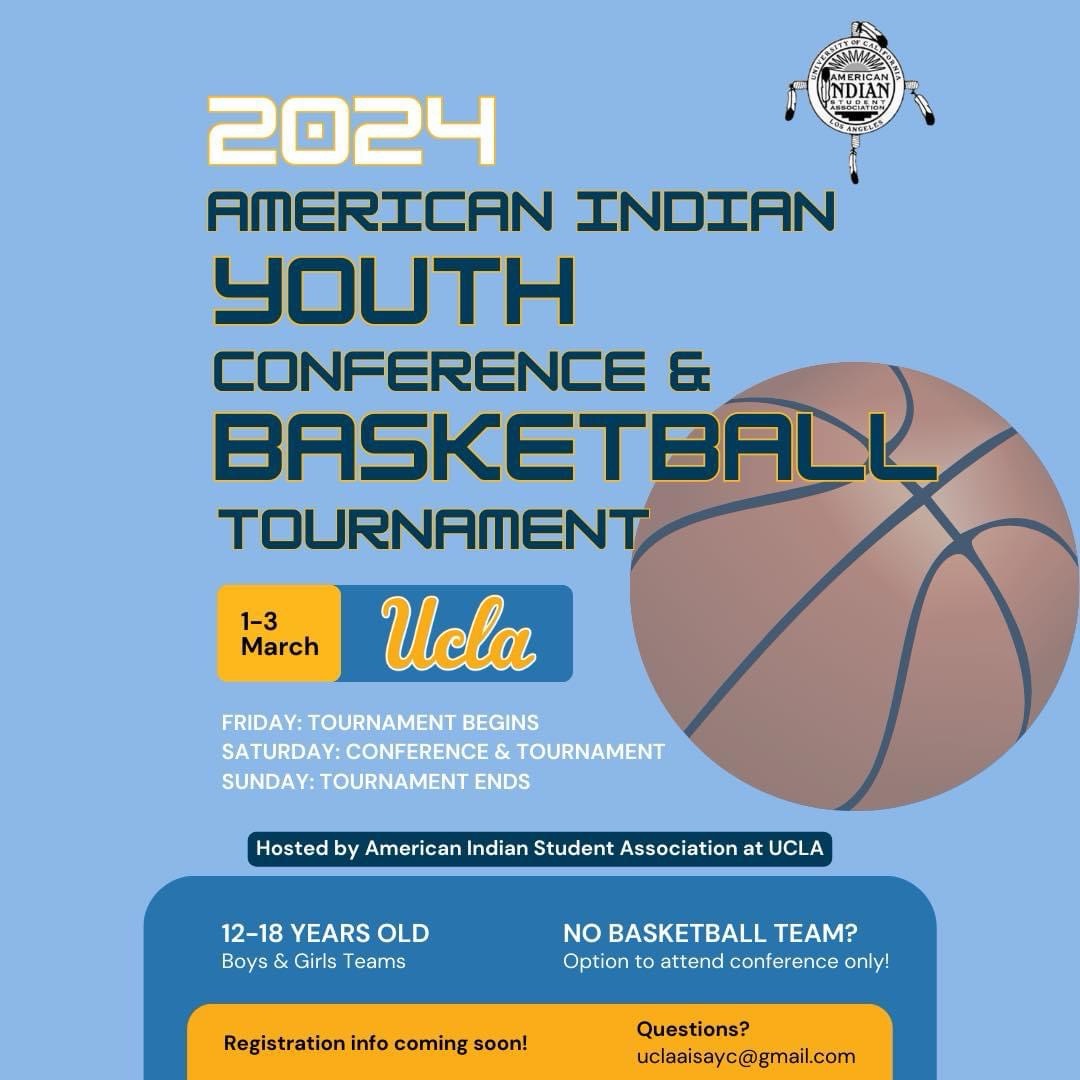 UNIVERSITY OF CALIFORNIA
AMERICAN
INDIAN
STUDENT
ASSOCIATION
LOS ANGELES
2024
AMERICAN INDIAN
YOUTH
CONFERENCE &
BASKETBALL
TOURNAMENT
1-3
March
Ucla
FRIDAY: TOURNAMENT BEGINS
SATURDAY: CONFERENCE & TOURNAMENT
SUNDAY: TOURNAMENT ENDS
Hosted by American Indian Student Association at UCLA
12-18 YEARS OLD
Boys & Girls Teams
NO BASKETBALL TEAM?
Option to attend conference only!
Registration info coming soon!
Questions?
uclaaisayc@gmail.com